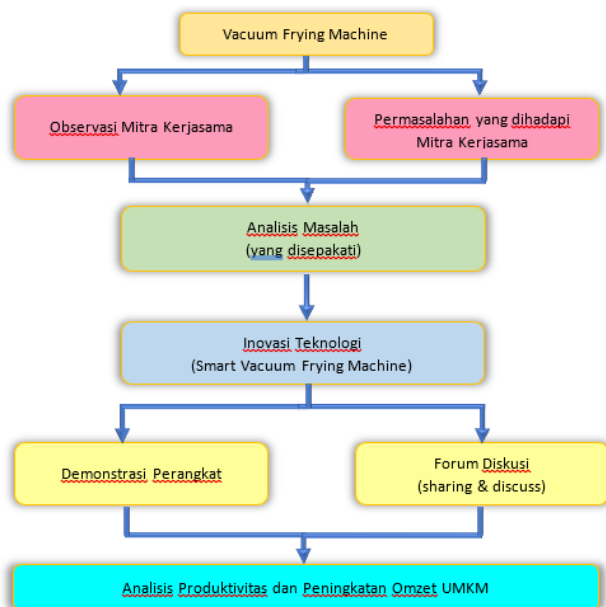 Vacuum Frying Machine
Observasi Mitra Kerjasama
Permasalahan yang dihadapi
Mitra Kerjasama
Analisis Masalah
(yang disepakati)
Inovasi Teknologi
(Smart Vacuum Frying Machine)
Demonstrasi Perangkat
Forum Diskusi
(sharing & discuss)
Analisis Produktivitas dan Peningkatan Omzet UMKM